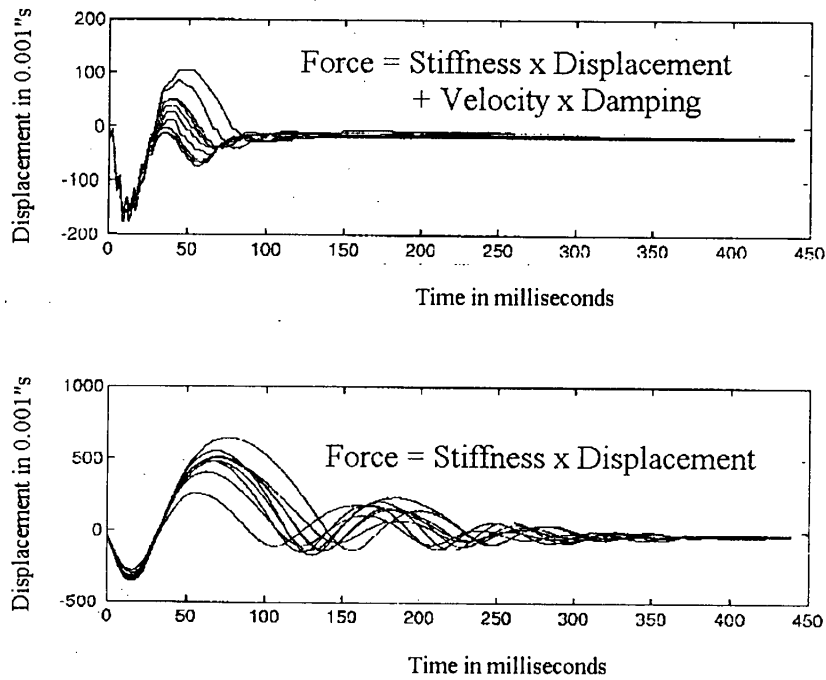 200
100
0
-100
-200
Displacement in 0.001"s
Force = Stiffness x Displacement
+ Velocity x Damping
0 50 100 150 200 250 300 350 400 450
Time in milliseconds
1000
500
0
-500
Displacement in 0.001"s
Force = Stiffness x Displacement
0 50 100 150 200 250 300 350 400 450
Time in milliseconds